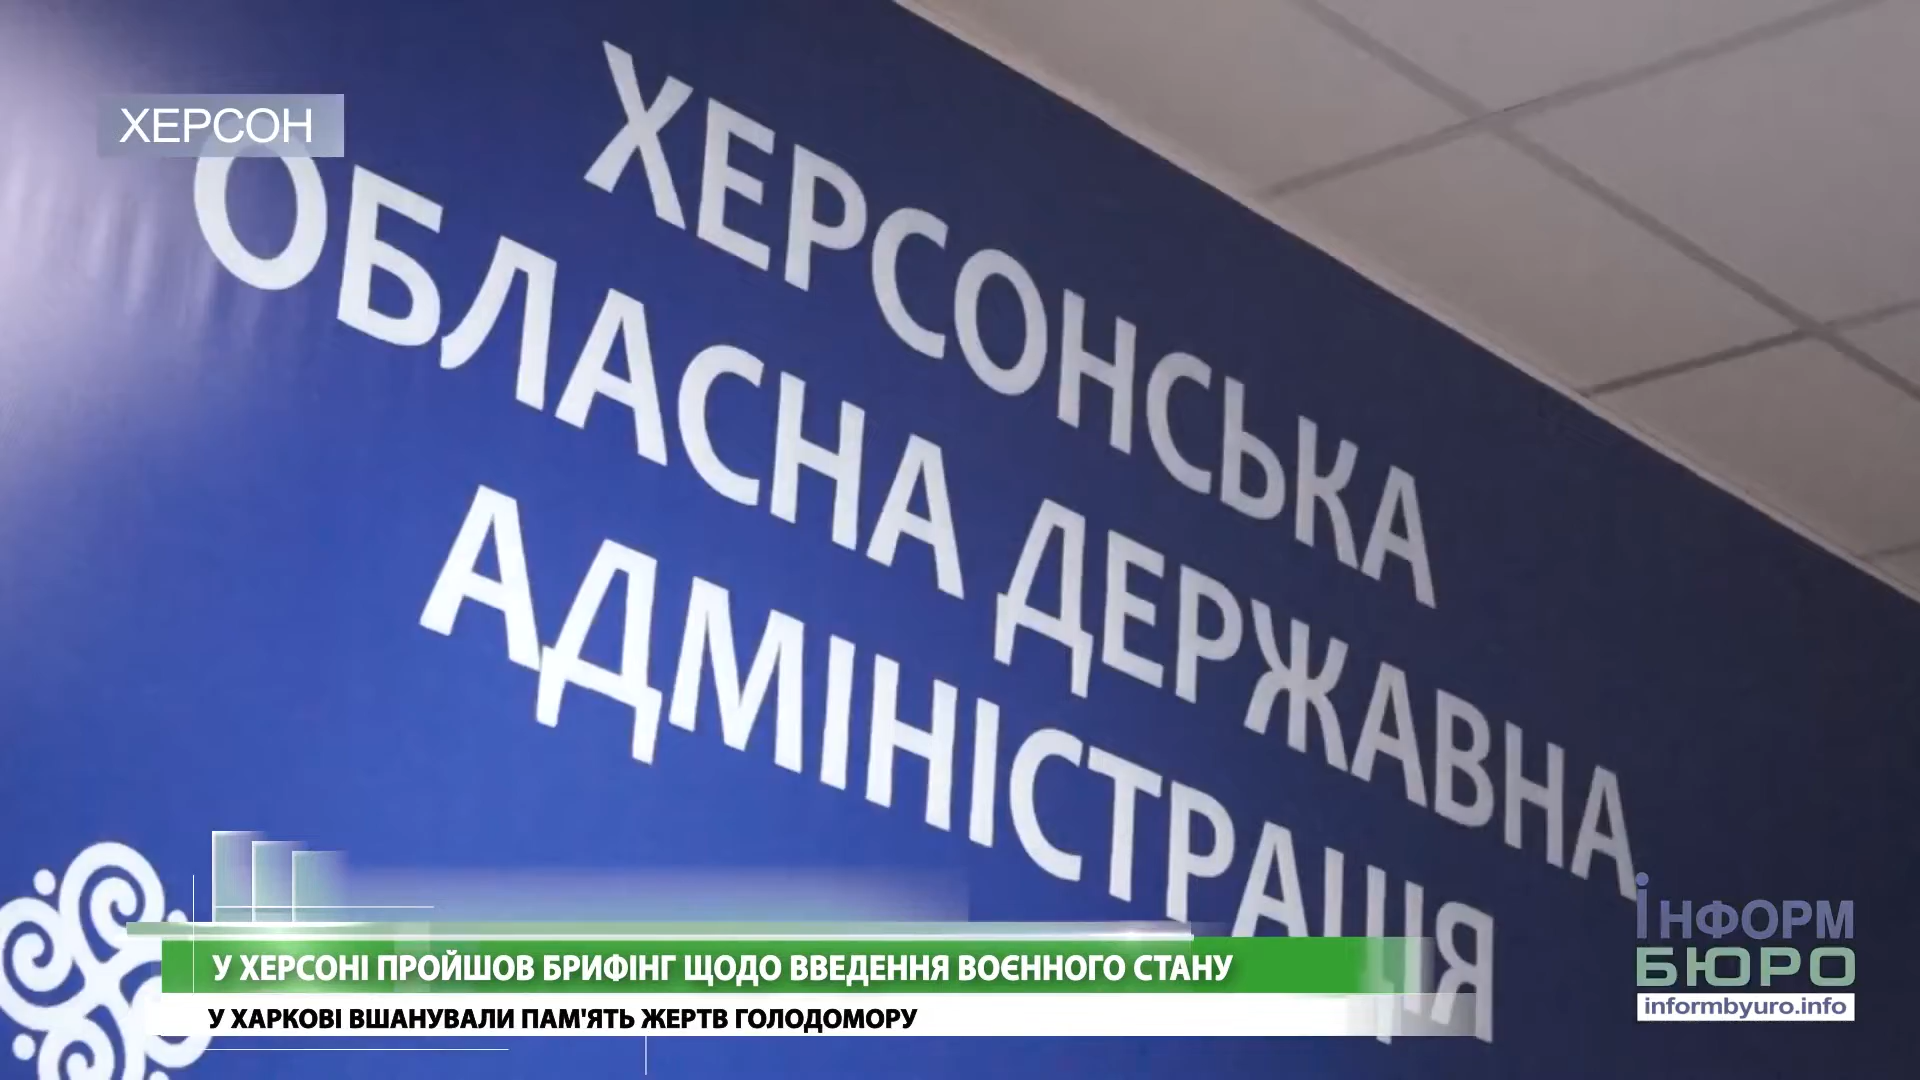 ХЕРСОН
ХЕРСОНСЬКА
ОБЛАСНА ДЕРЖАВНА
АДМІНІСТРАЦІЯ
У ХЕРСОНІ ПРОЙШОВ БРИФІНГ ЩОДО ВВЕДЕННЯ ВОЄННОГО СТАНУ
У ХАРКОВІ ВШАНУВАЛИ ПАМ'ЯТЬ ЖЕРТВ ГОЛОДОМОРУ
ІНФОРМ
БЮРО
informbyuro.info